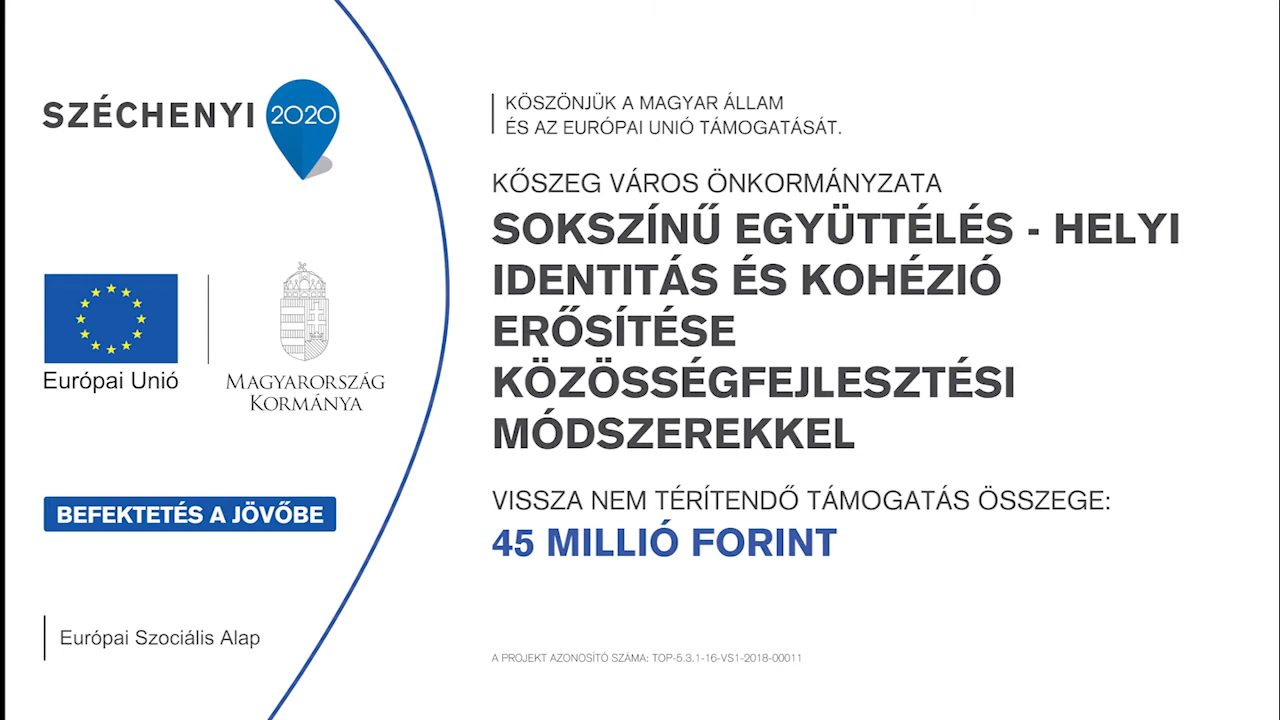 SZÉCHENYI 2020
Európai Unió
MAGYARORSZÁG
KORMÁNYA
BEFEKTETÉS A JÖVŐBE
Európai Szociális Alap
KÖSZÖNJÜK A MAGYAR ÁLLAM
ÉS AZ EURÓPAI UNIÓ TÁMOGATÁSÁT.
KŐSZEG VÁROS ÖNKORMÁNYZATA
SOKSZÍNŰ EGYÜTTÉLÉS - HELYI
IDENTITÁS ÉS KOHÉZIÓ
ERŐSÍTÉSE
KÖZÖSSÉGFEJLESZTÉSI
MÓDSZEREKKEL
VISSZA NEM TÉRÍTENDŐ TÁMOGATÁS ÖSSZEGE:
45 MILLIÓ FORINT
A PROJEKT AZONOSÍTÓ SZÁMA: TOP-5.3.1-16-VS1-2018-00011